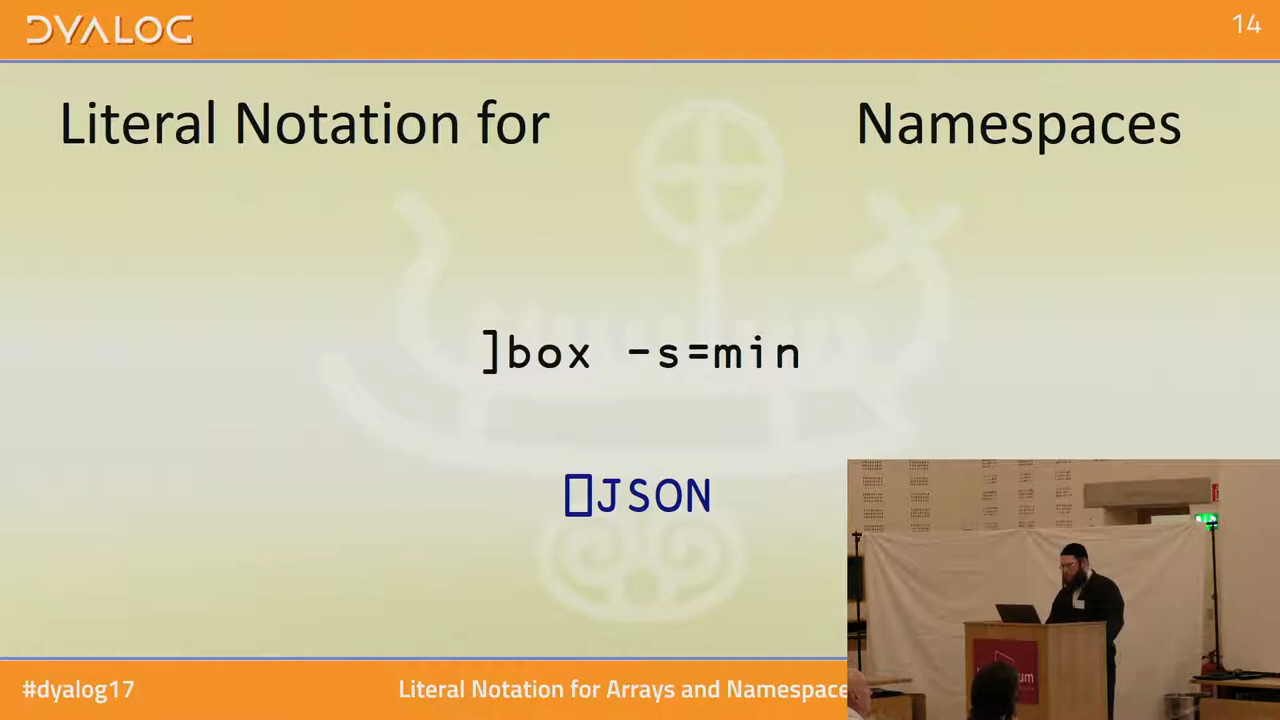 DYALOG
14
Literal Notation for Namespaces
]box -s=min
⎕JSON
#dyalog17
Literal Notation for Arrays and Namespace